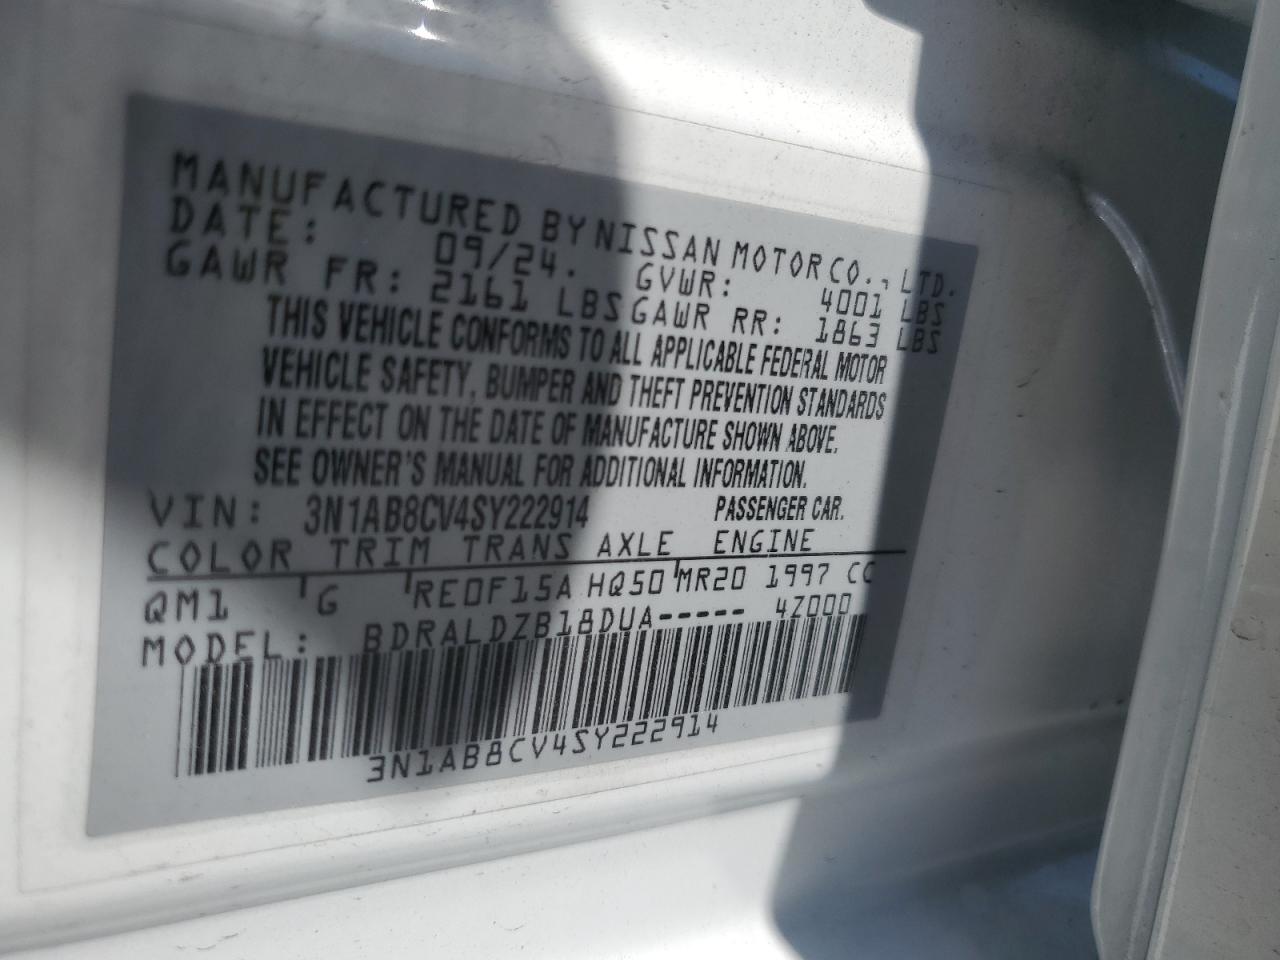 MANUFACTURED BY NISSAN MOTOR CO., LTD.
DATE: 09/24. GVWR: 4001 LBS
GAWR FR: 2161 LBS GAWR RR: 1863 LBS
THIS VEHICLE CONFORMS TO ALL APPLICABLE FEDERAL MOTOR
VEHICLE SAFETY, BUMPER AND THEFT PREVENTION STANDARDS
IN EFFECT ON THE DATE OF MANUFACTURE SHOWN ABOVE.
SEE OWNER'S MANUAL FOR ADDITIONAL INFORMATION.
VIN: 3N1AB8CV4SY222914 PASSENGER CAR.
COLOR TRIM TRANS AXLE ENGINE
QM1 G RE0F15A HQ50 MR20 1997 CC
MODEL: BDRALDZB18DUA----- 4Z000
3N1AB8CV4SY222914